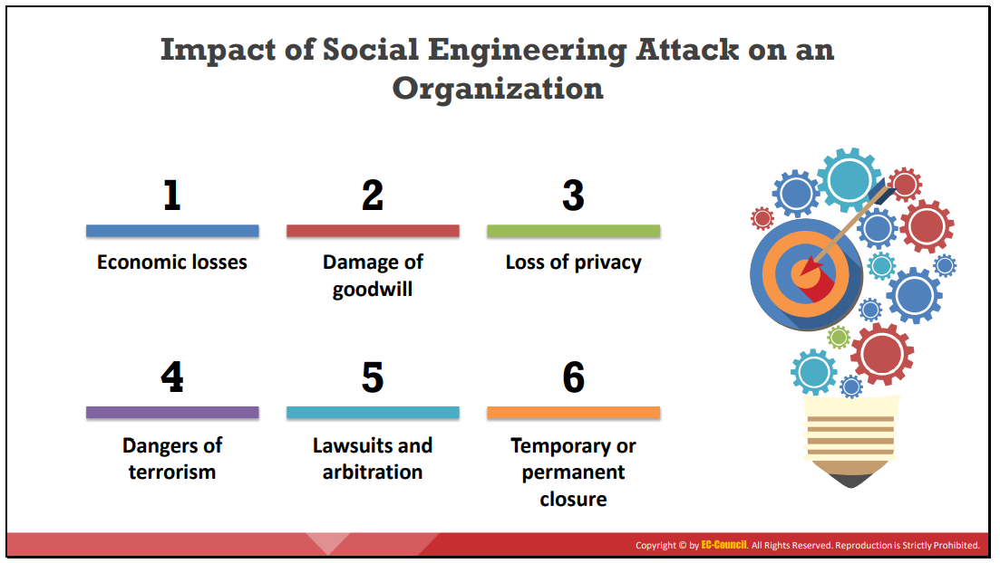 Impact of Social Engineering Attack on an
Organization
1
2
3
Economic losses
Damage of
goodwill
Loss of privacy
4
5
6
Dangers of
terrorism
Lawsuits and
arbitration
Temporary or
permanent
closure
Copyright © by EC-Council. All Rights Reserved. Reproduction is Strictly Prohibited.